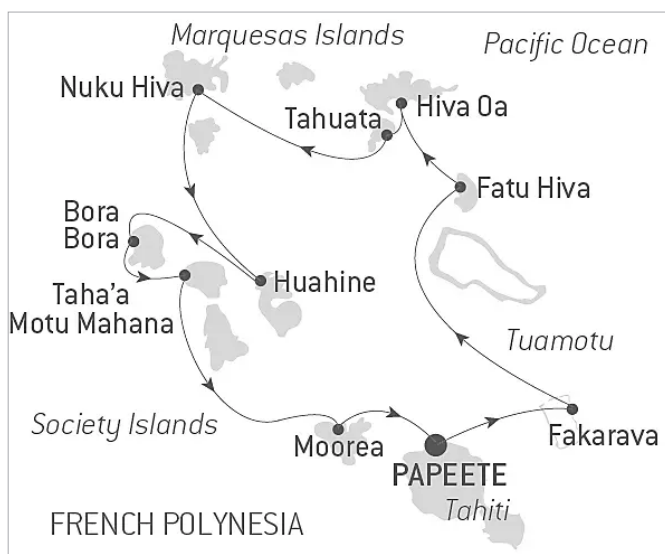 Marquesas Islands
Pacific Ocean
Nuku Hiva
Hiva Oa
Tahuata
Fatu Hiva
Bora
Bora
Huahine
Taha'a
Motu Mahana
Tuamotu
Society Islands
Moorea
Fakarava
PAPEETE
Tahiti
FRENCH POLYNESIA